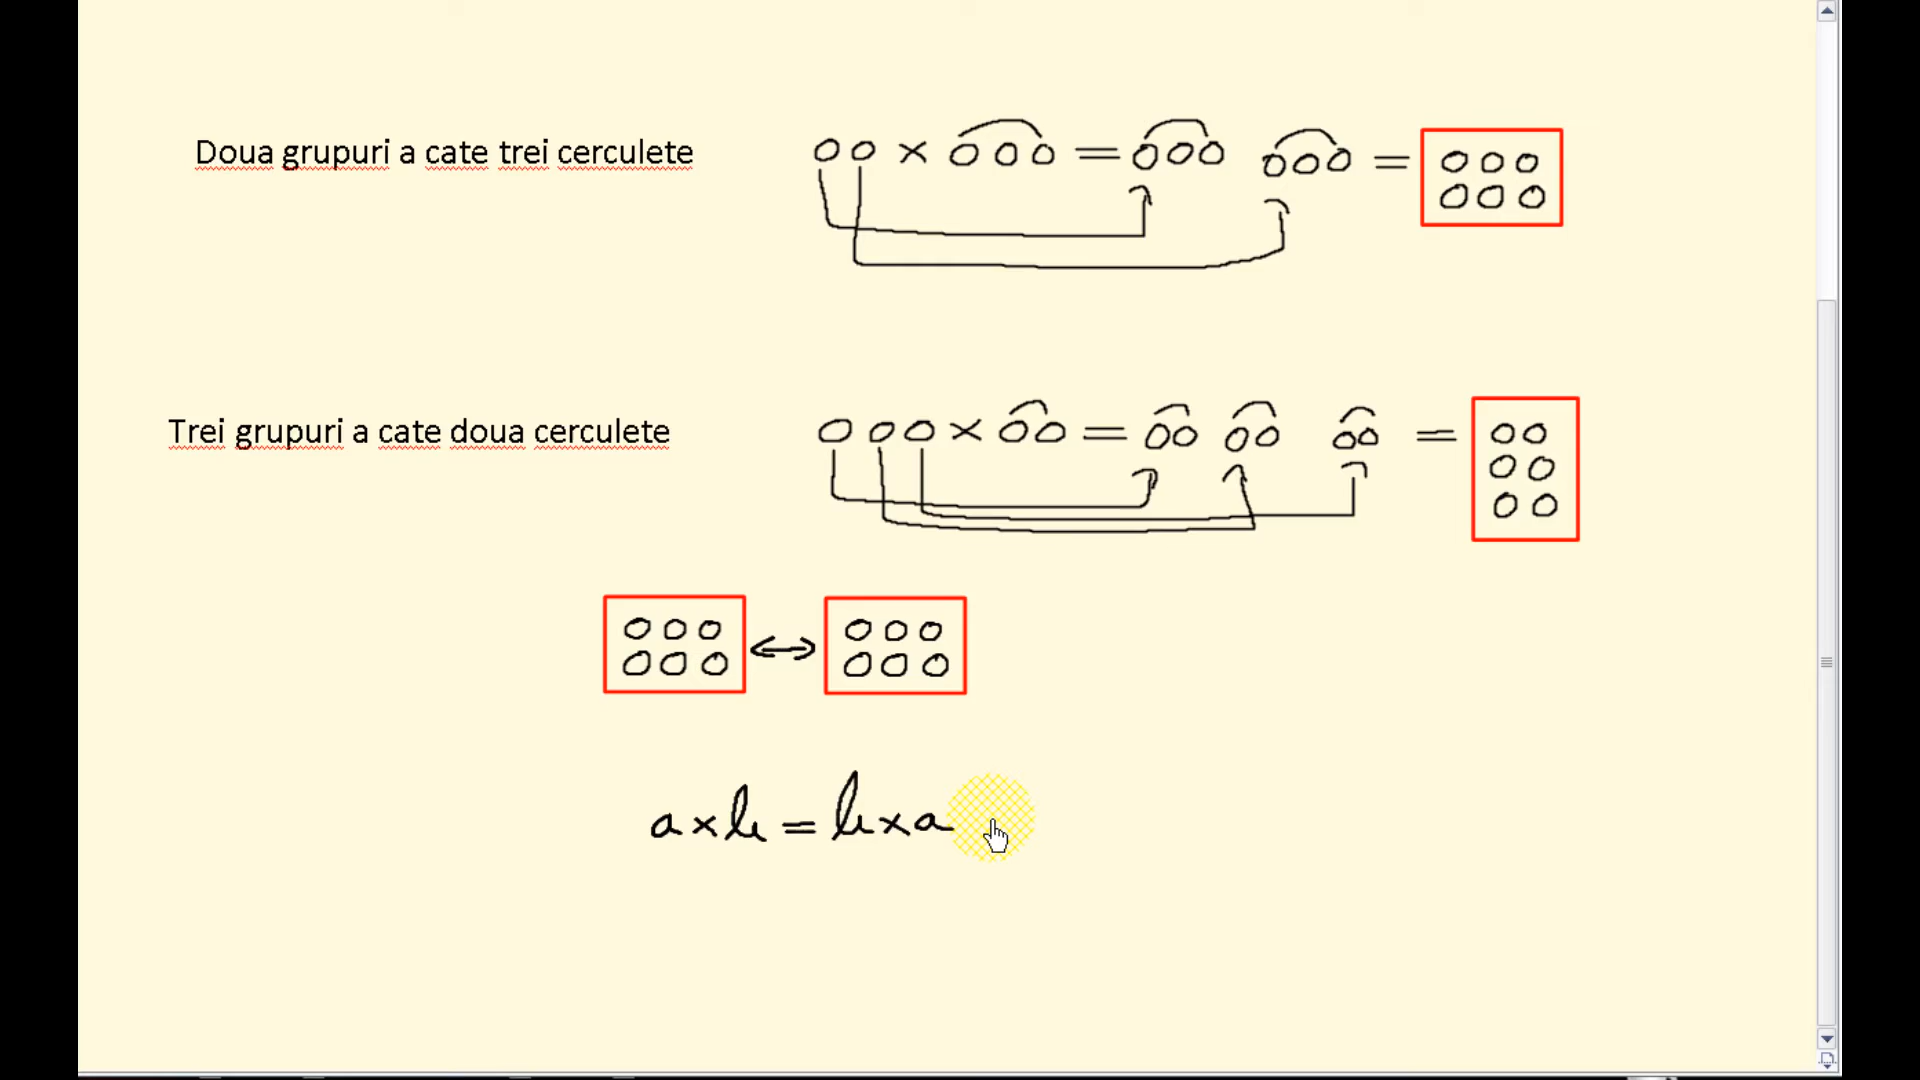 Doua grupuri a cate trei cerculete
Trei grupuri a cate doua cerculete
a x b = b x a